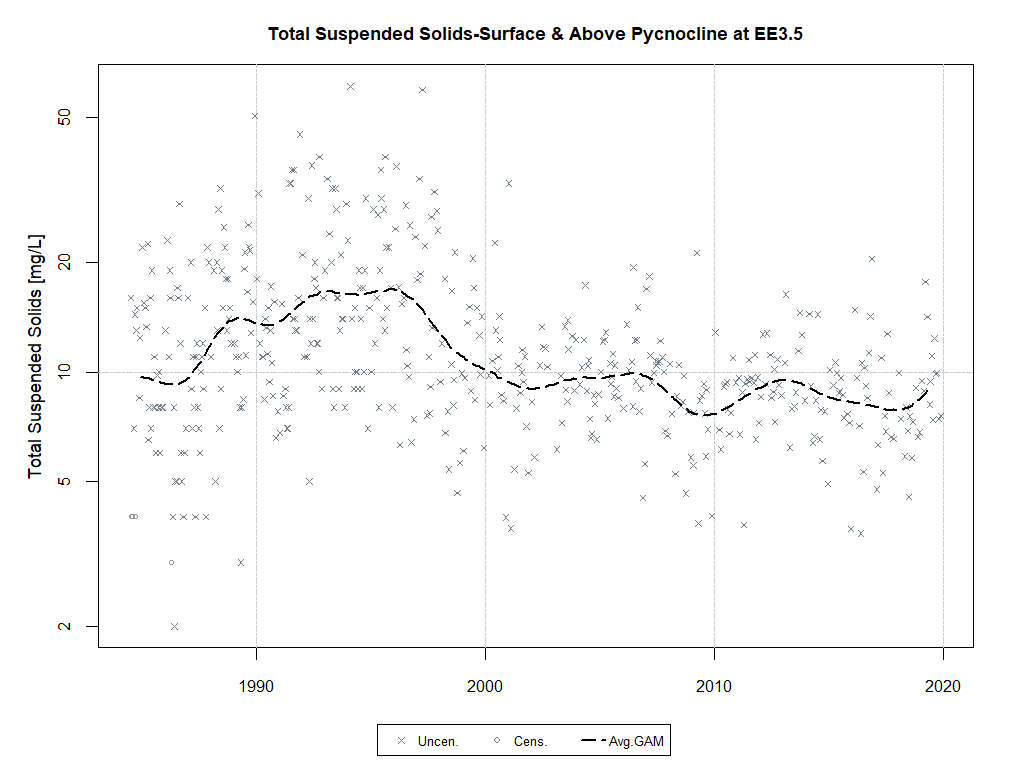 Total Suspended Solids-Surface & Above Pycnocline at EE3.5
Total Suspended Solids [mg/L]
50
20
10
5
2
1990 2000 2010 2020
Uncen. Cens. Avg.GAM